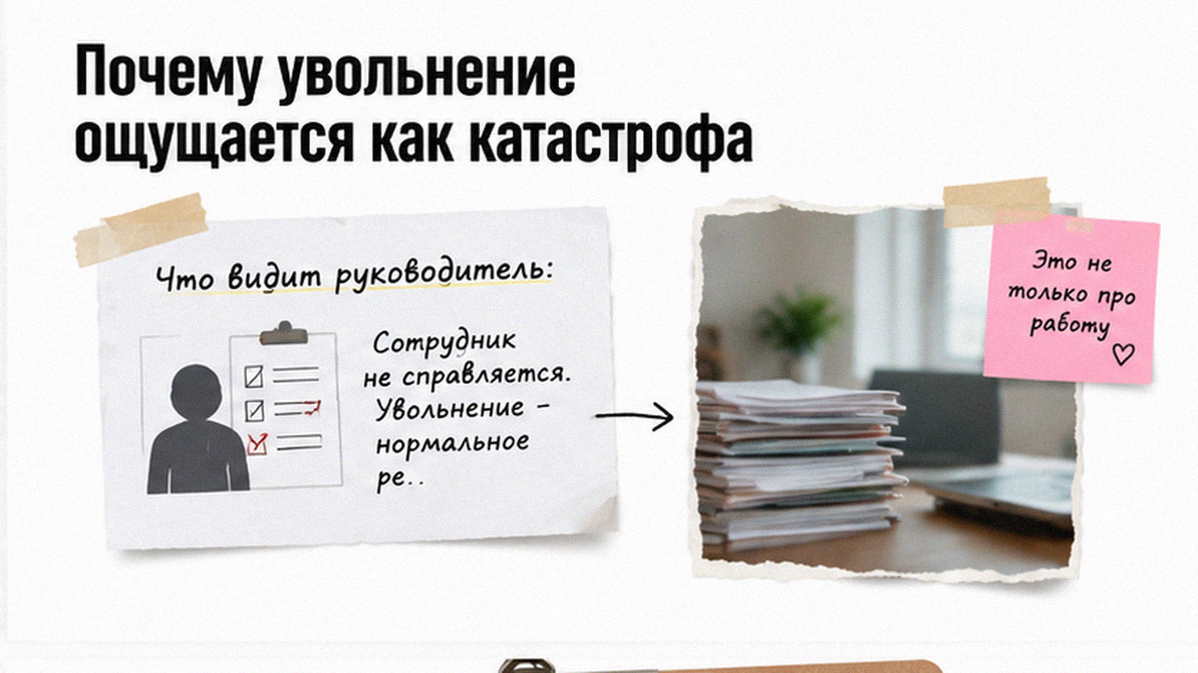 Почему увольнение
ощущается как катастрофа
Что видит руководитель:
Сотрудник
не справляется.
Увольнение –
нормальное
ре..
Это не
только про
работу